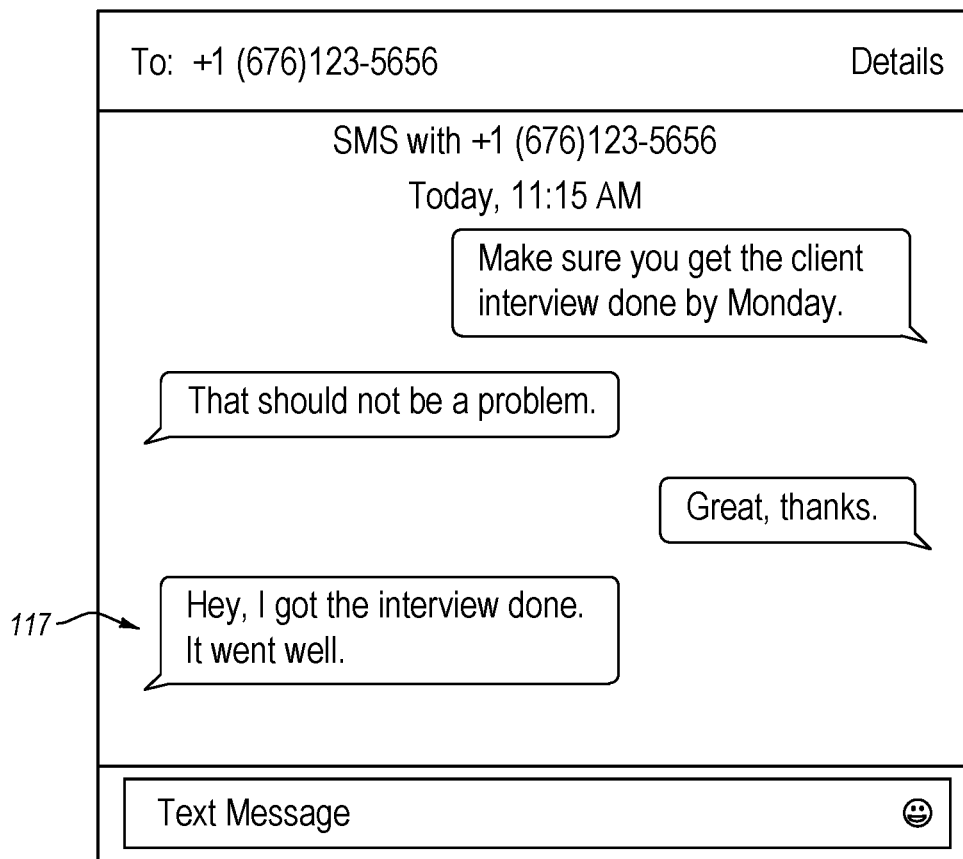 To: +1 (676)123-5656 Details
SMS with +1 (676)123-5656
Today, 11:15 AM
Make sure you get the client
interview done by Monday.
That should not be a problem.
Great, thanks.
Hey, I got the interview done.
It went well.
117
Text Message